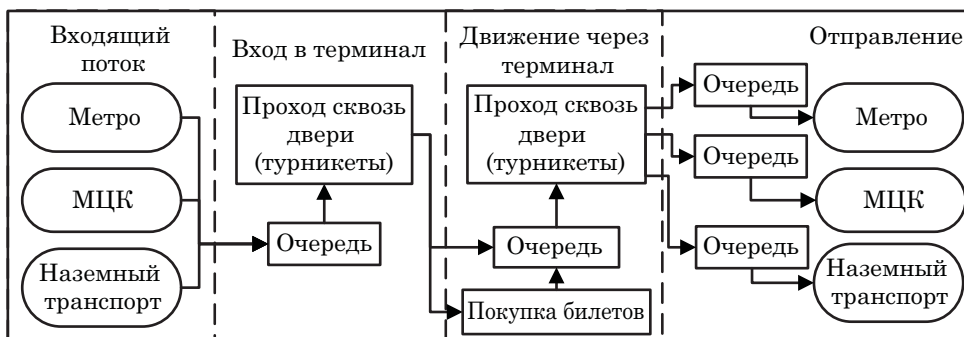 Входящий
поток
Метро
МЦК
Наземный
транспорт
Вход в терминал
Проход сквозь
двери
(турникеты)
Очередь
Движение через
терминал
Проход сквозь
двери
(турникеты)
Очередь
Покупка билетов
Отправление
Очередь
Метро
Очередь
МЦК
Очередь
Наземный
транспорт